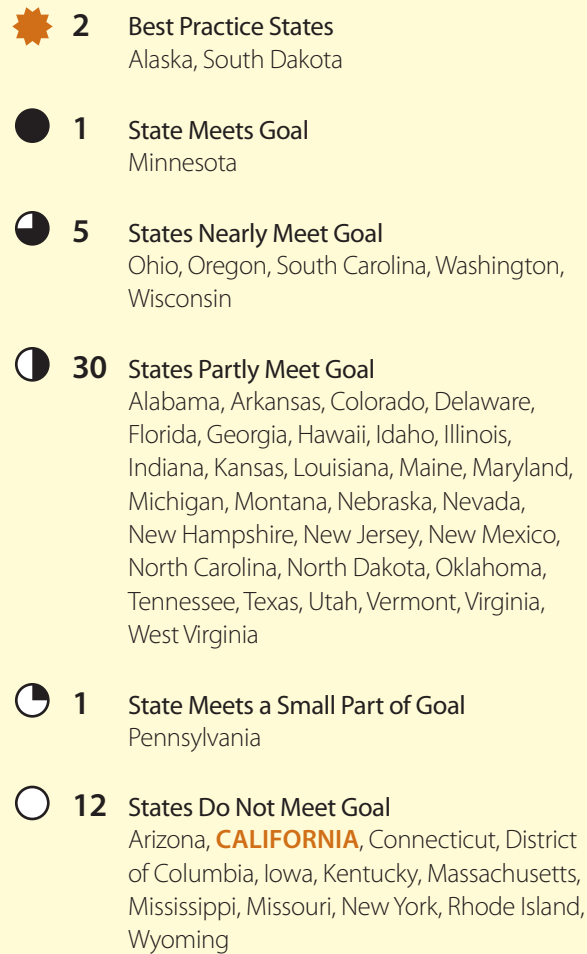 2 Best Practice States
Alaska, South Dakota
1 State Meets Goal
Minnesota
5 States Nearly Meet Goal
Ohio, Oregon, South Carolina, Washington,
Wisconsin
30 States Partly Meet Goal
Alabama, Arkansas, Colorado, Delaware,
Florida, Georgia, Hawaii, Idaho, Illinois,
Indiana, Kansas, Louisiana, Maine, Maryland,
Michigan, Montana, Nebraska, Nevada,
New Hampshire, New Jersey, New Mexico,
North Carolina, North Dakota, Oklahoma,
Tennessee, Texas, Utah, Vermont, Virginia,
West Virginia
1 State Meets a Small Part of Goal
Pennsylvania
12 States Do Not Meet Goal
Arizona, CALIFORNIA, Connecticut, District
of Columbia, Iowa, Kentucky, Massachusetts,
Mississippi, Missouri, New York, Rhode Island,
Wyoming